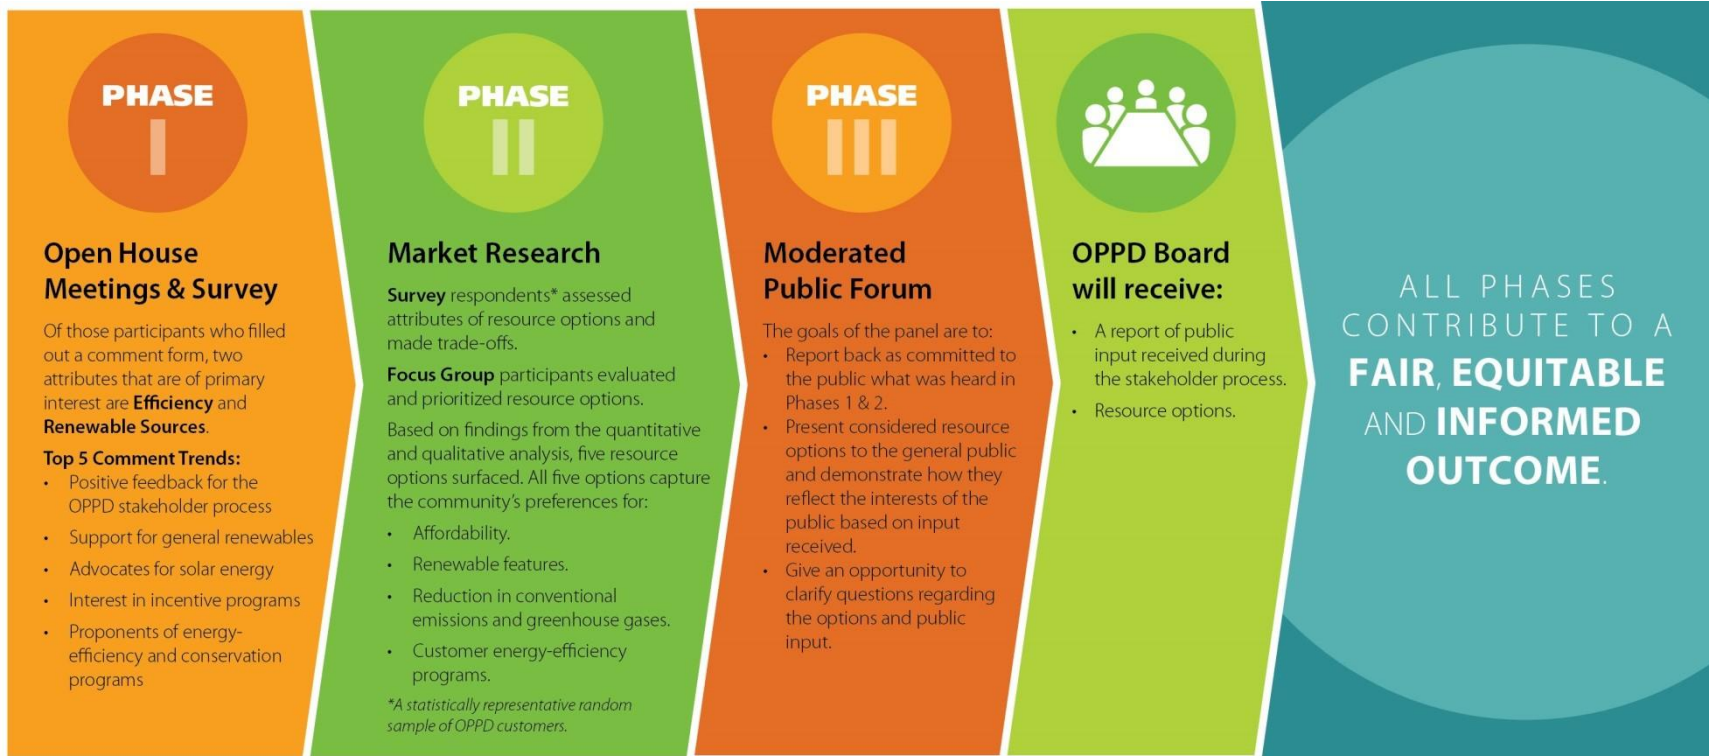 PHASE
I
Open House
Meetings & Survey
Of those participants who filled
out a comment form, two
attributes that are of primary
interest are Efficiency and
Renewable Sources.
Top 5 Comment Trends:
• Positive feedback for the
OPPD stakeholder process
• Support for general renewables
• Advocates for solar energy
• Interest in incentive programs
• Proponents of energy-
efficiency and conservation
programs
PHASE
II
Market Research
Survey respondents* assessed
attributes of resource options and
made trade-offs.
Focus Group participants evaluated
and prioritized resource options.
Based on findings from the quantitative
and qualitative analysis, five resource
options surfaced. All five options capture
the community's preferences for:
• Affordability.
• Renewable features.
• Reduction in conventional
emissions and greenhouse gases.
• Customer energy-efficiency
programs.
*A statistically representative random
sample of OPPD customers.
PHASE
III
Moderated
Public Forum
The goals of the panel are to:
• Report back as committed to
the public what was heard in
Phases 1 & 2.
• Present considered resource
options to the general public
and demonstrate how they
reflect the interests of the
public based on input
received.
• Give an opportunity to
clarify questions regarding
the options and public
input.
OPPD Board
will receive:
• A report of public
input received during
the stakeholder process.
• Resource options.
ALL PHASES
CONTRIBUTE TO A
FAIR, EQUITABLE
AND INFORMED
OUTCOME.